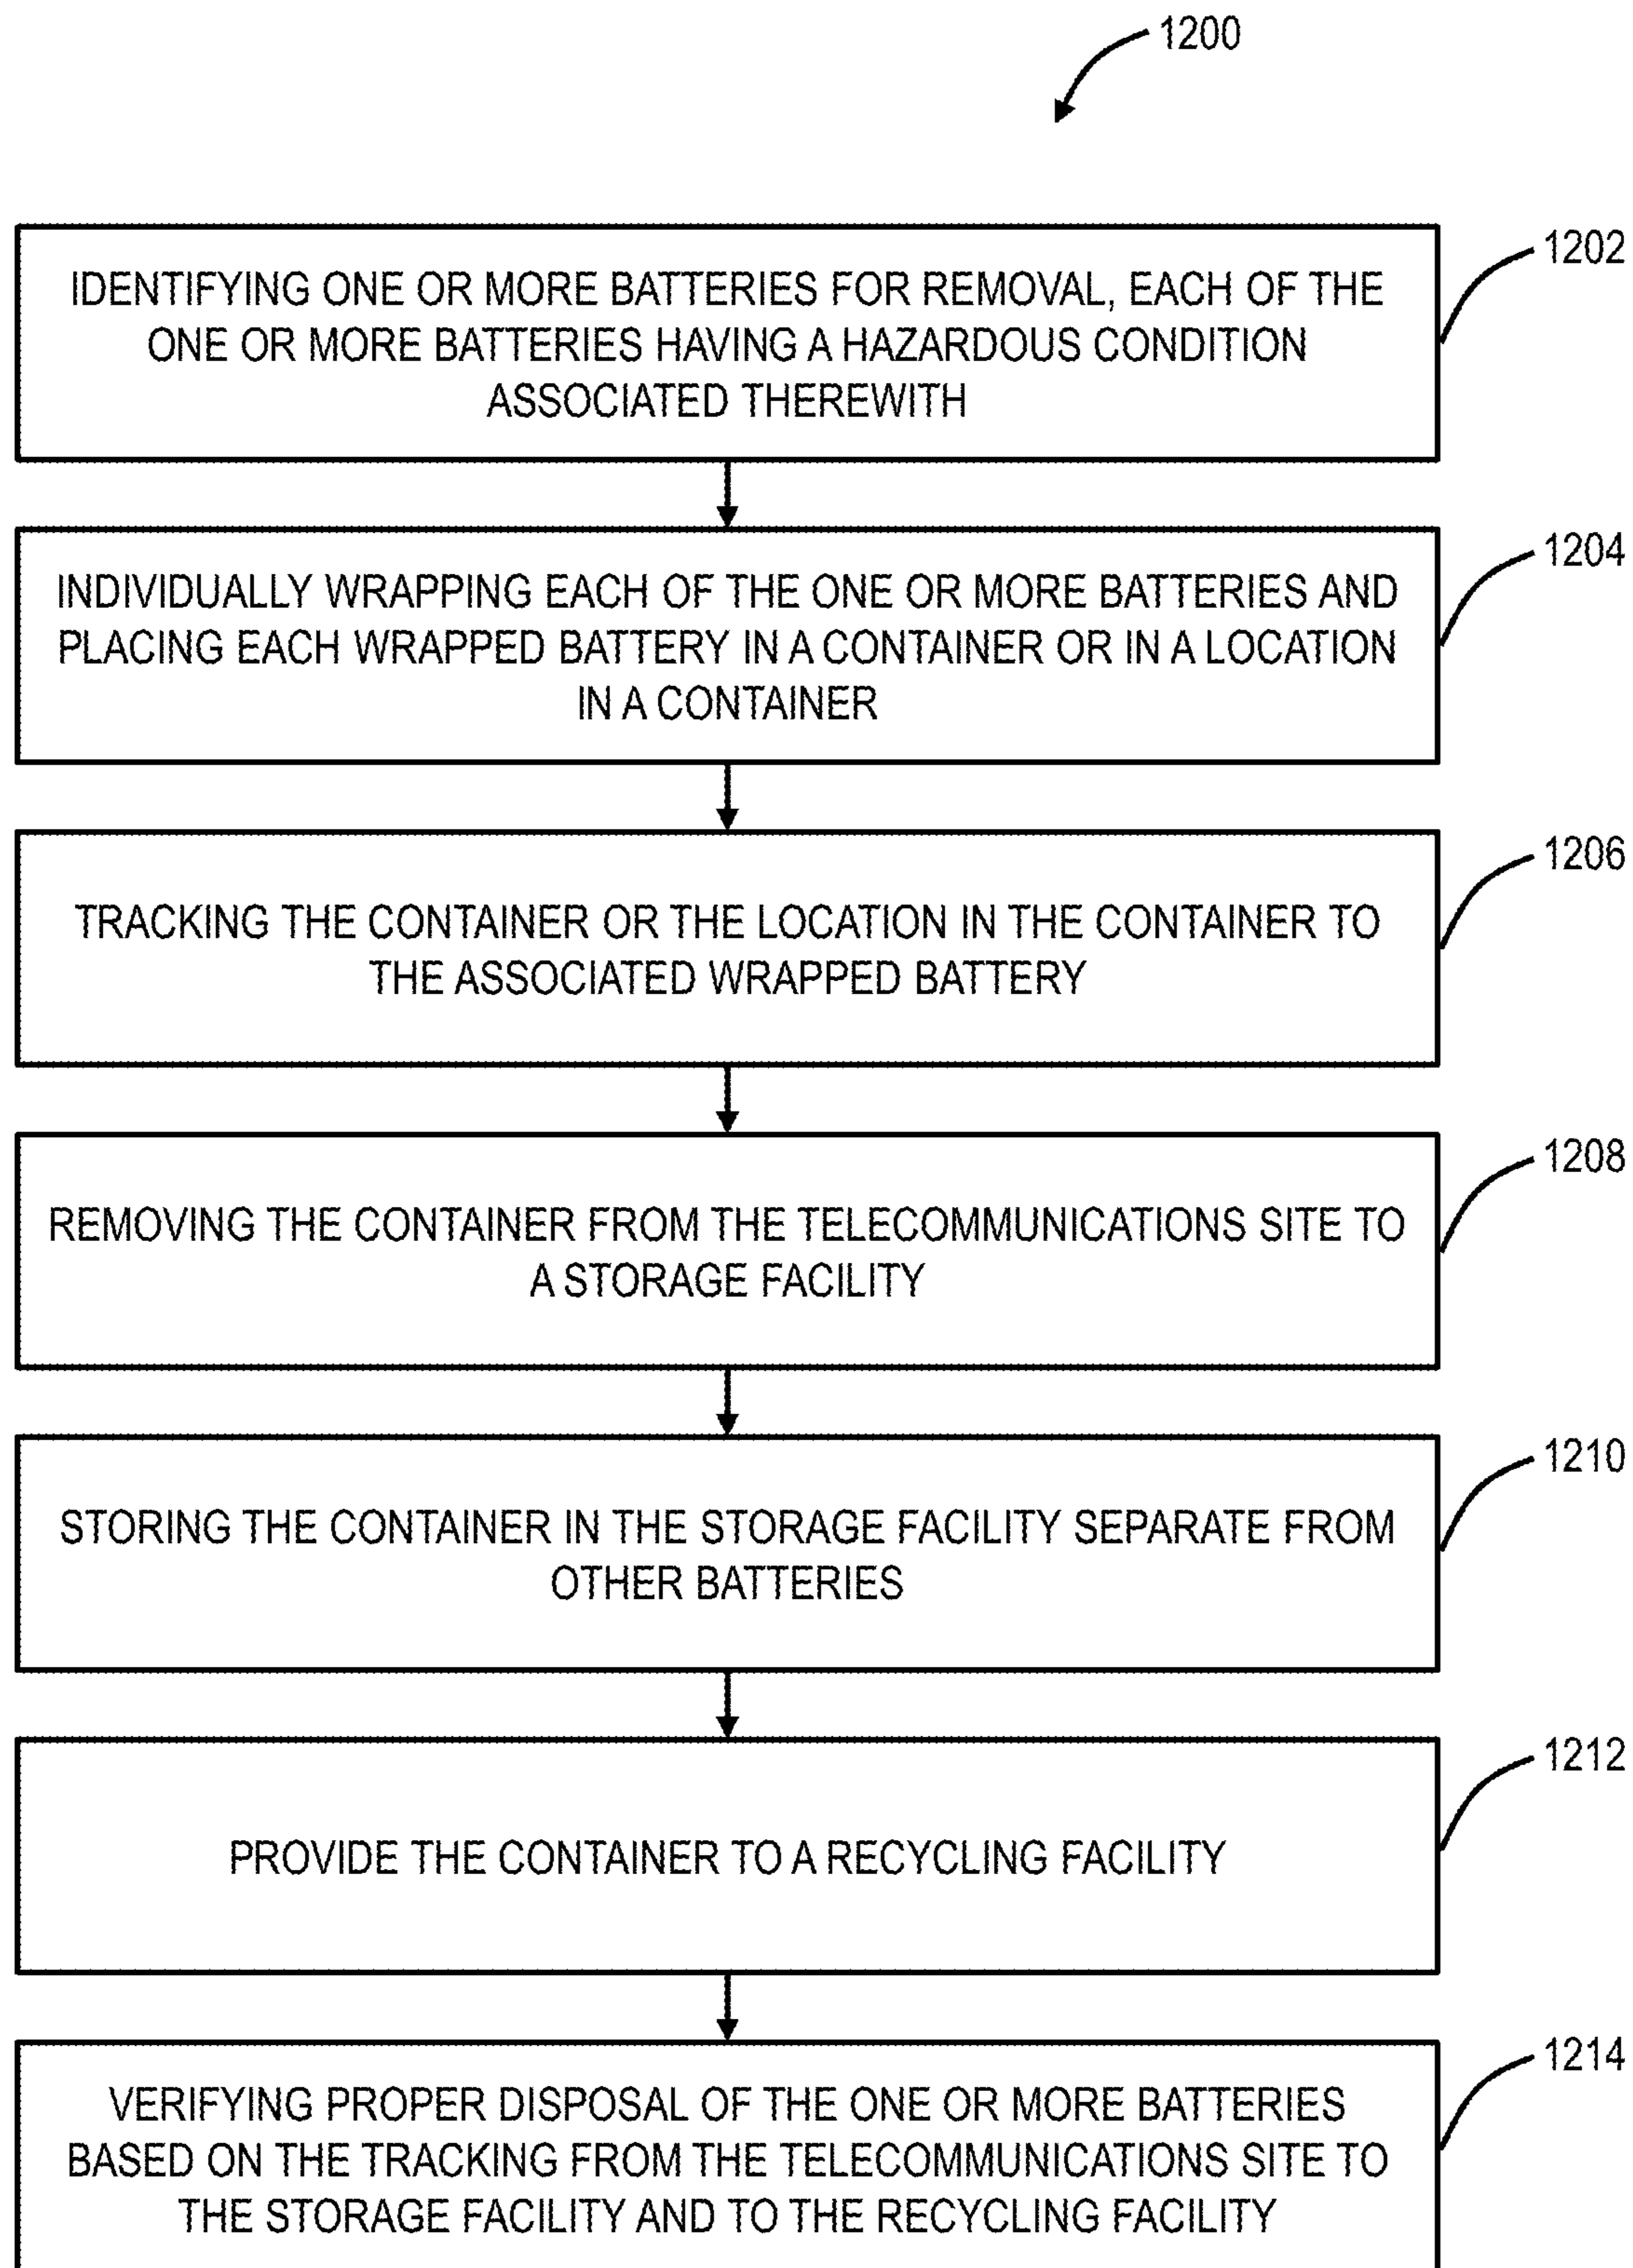 1200
1202
IDENTIFYING ONE OR MORE BATTERIES FOR REMOVAL, EACH OF THE
ONE OR MORE BATTERIES HAVING A HAZARDOUS CONDITION
ASSOCIATED THEREWITH
1204
INDIVIDUALLY WRAPPING EACH OF THE ONE OR MORE BATTERIES AND
PLACING EACH WRAPPED BATTERY IN A CONTAINER OR IN A LOCATION
IN A CONTAINER
1206
TRACKING THE CONTAINER OR THE LOCATION IN THE CONTAINER TO
THE ASSOCIATED WRAPPED BATTERY
1208
REMOVING THE CONTAINER FROM THE TELECOMMUNICATIONS SITE TO
A STORAGE FACILITY
1210
STORING THE CONTAINER IN THE STORAGE FACILITY SEPARATE FROM
OTHER BATTERIES
1212
PROVIDE THE CONTAINER TO A RECYCLING FACILITY
1214
VERIFYING PROPER DISPOSAL OF THE ONE OR MORE BATTERIES
BASED ON THE TRACKING FROM THE TELECOMMUNICATIONS SITE TO
THE STORAGE FACILITY AND TO THE RECYCLING FACILITY